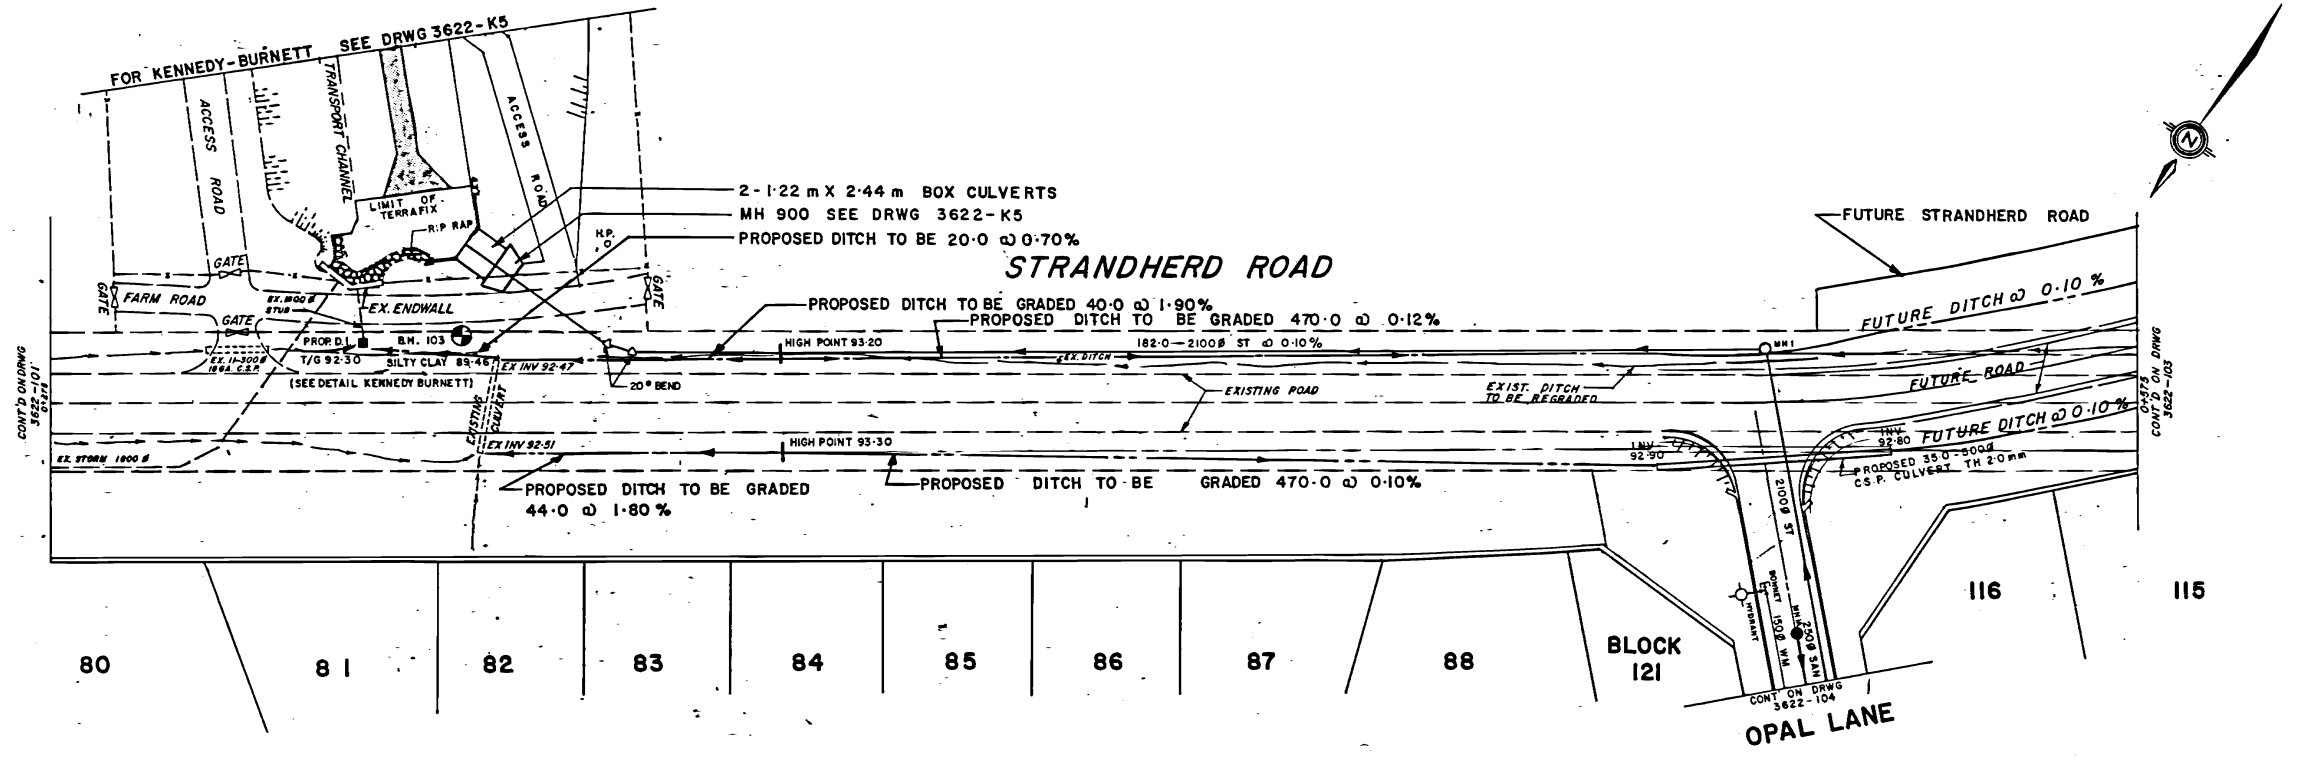 FOR KENNEDY-BURNETT SEE DRWG 3622-K5
ACCESS ROAD
TRANSPORT CHANNEL
ACCESS ROAD
LIMIT OF
TERRAFIX
RIP RAP
H.P.
2-1·22 m X 2·44 m BOX CULVERTS
MH 900 SEE DRWG 3622-K5
PROPOSED DITCH TO BE 20·0 @ 0·70%
N
FUTURE STRANDHERD ROAD
STRANDHERD ROAD
GATE
GATE
FARM ROAD
GATE
EX. 1800 Ø
STUB
EX. ENDWALL
GATE
PROPOSED DITCH TO BE GRADED 40·0 @ 1·90%
PROPOSED DITCH TO BE GRADED 470·0 @ 0·12%
FUTURE DITCH @ 0·10 %
PROP. D.I.
B.H. 103
HIGH POINT 93·20
182·0—2100Ø ST @ 0·10%
MH 1
T/G 92·30
SILTY CLAY 89·46
EX INV 92·47
EX. DITCH
(SEE DETAIL KENNEDY BURNETT)
20° BEND
EXISTING ROAD
EXIST. DITCH
TO BE REGRADED
FUTURE ROAD
CONT'D ON DRWG
3622-101
EXISTING
CULVERT
0+575
CONT'D ON DRWG
3622-103
FUTURE DITCH @ 0·10 %
EX INV 92·51
HIGH POINT 93·30
INV
92·90
INV
92·80
EX. STORM 1800 Ø
PROPOSED 35·0-500Ø
C.S.P. CULVERT TH 2·0mm
PROPOSED DITCH TO BE GRADED
44·0 @ 1·80 %
PROPOSED DITCH TO BE GRADED 470·0 @ 0·10%
2100Ø ST
HYDRANT
BONNET
150Ø WM
250Ø SAN
80
81
82
83
84
85
86
87
88
BLOCK
121
116
115
CONT' ON DRWG
3622-104
OPAL LANE